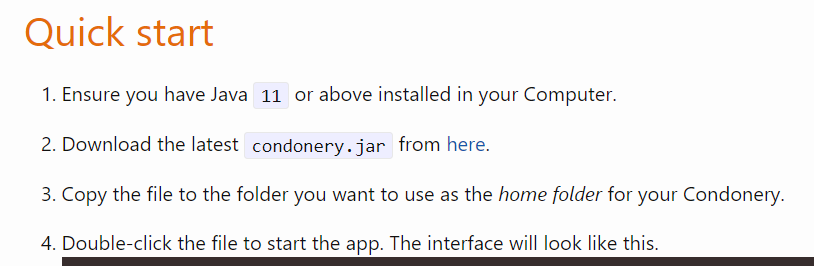 Quick start
1. Ensure you have Java 11 or above installed in your Computer.
2. Download the latest condonery.jar from here.
3. Copy the file to the folder you want to use as the home folder for your Condonery.
4. Double-click the file to start the app. The interface will look like this.